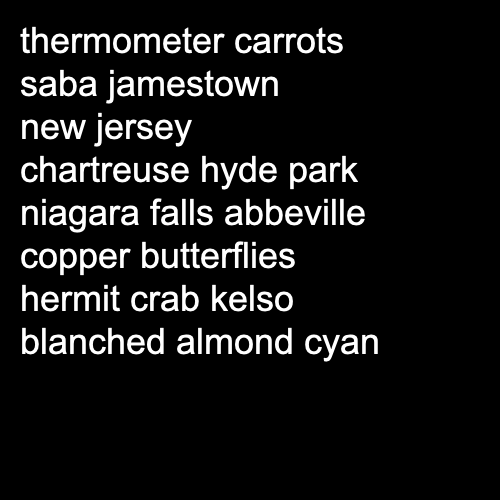 thermometer carrots
saba jamestown
new jersey
chartreuse hyde park
niagara falls abbeville
copper butterflies
hermit crab kelso
blanched almond cyan